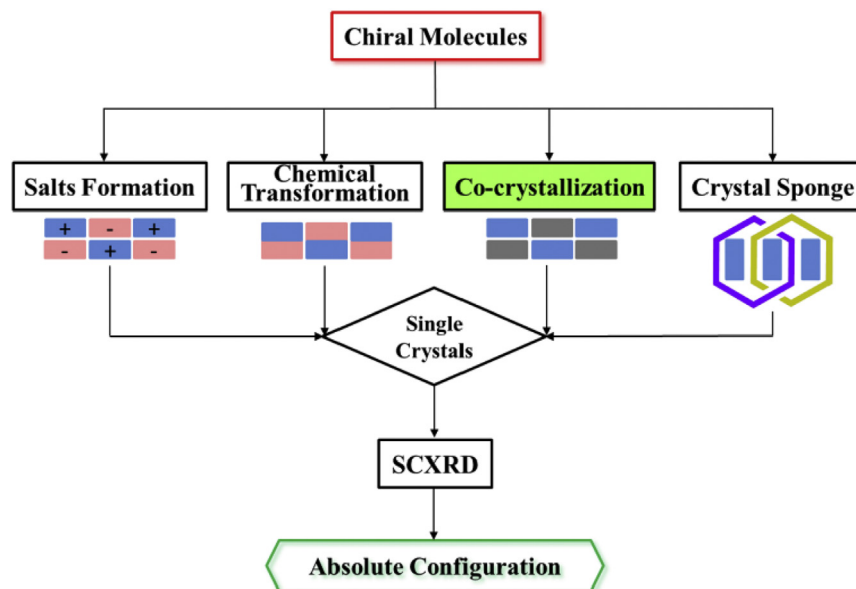 Chiral Molecules
Salts Formation
Chemical
Transformation
Co-crystallization
Crystal Sponge
+ - +
- + -
Single
Crystals
SCXRD
Absolute Configuration